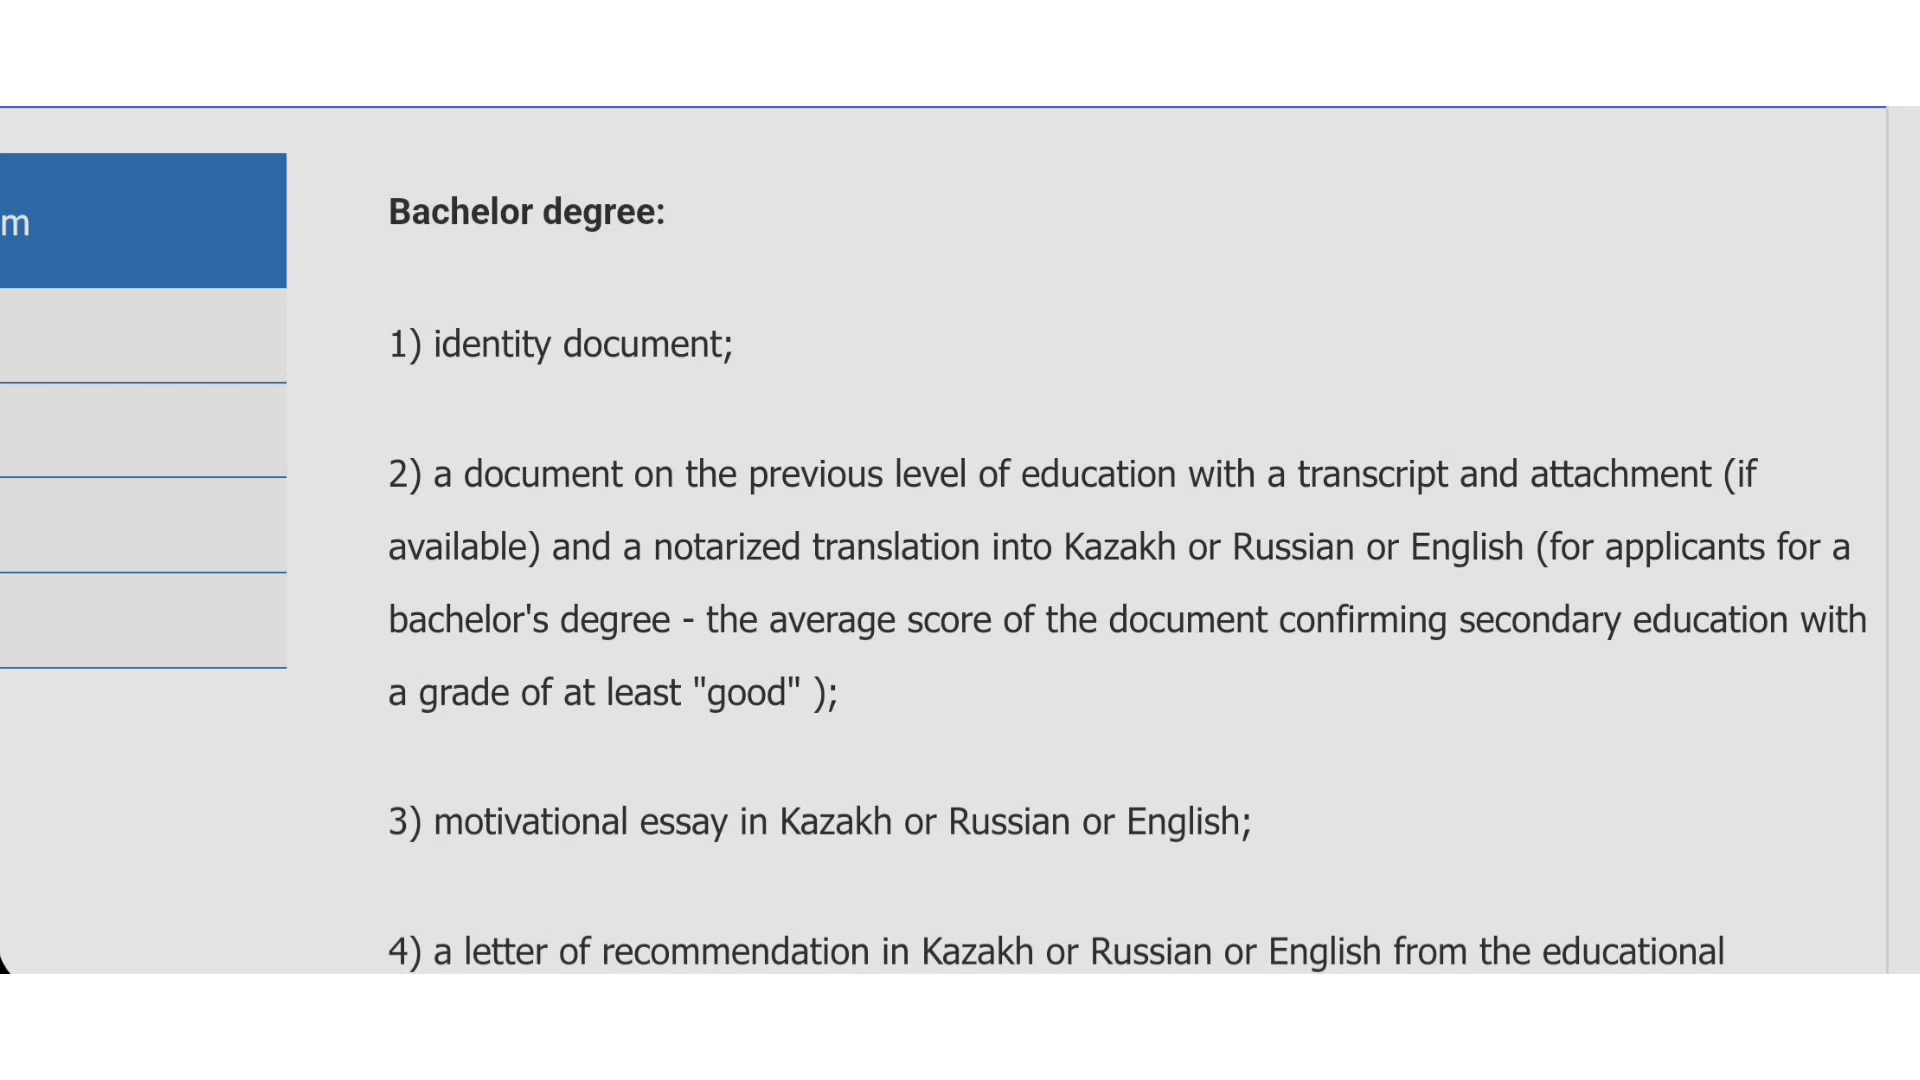 m
Bachelor degree:
1) identity document;
2) a document on the previous level of education with a transcript and attachment (if
available) and a notarized translation into Kazakh or Russian or English (for applicants for a
bachelor's degree - the average score of the document confirming secondary education with
a grade of at least "good" );
3) motivational essay in Kazakh or Russian or English;
4) a letter of recommendation in Kazakh or Russian or English from the educational